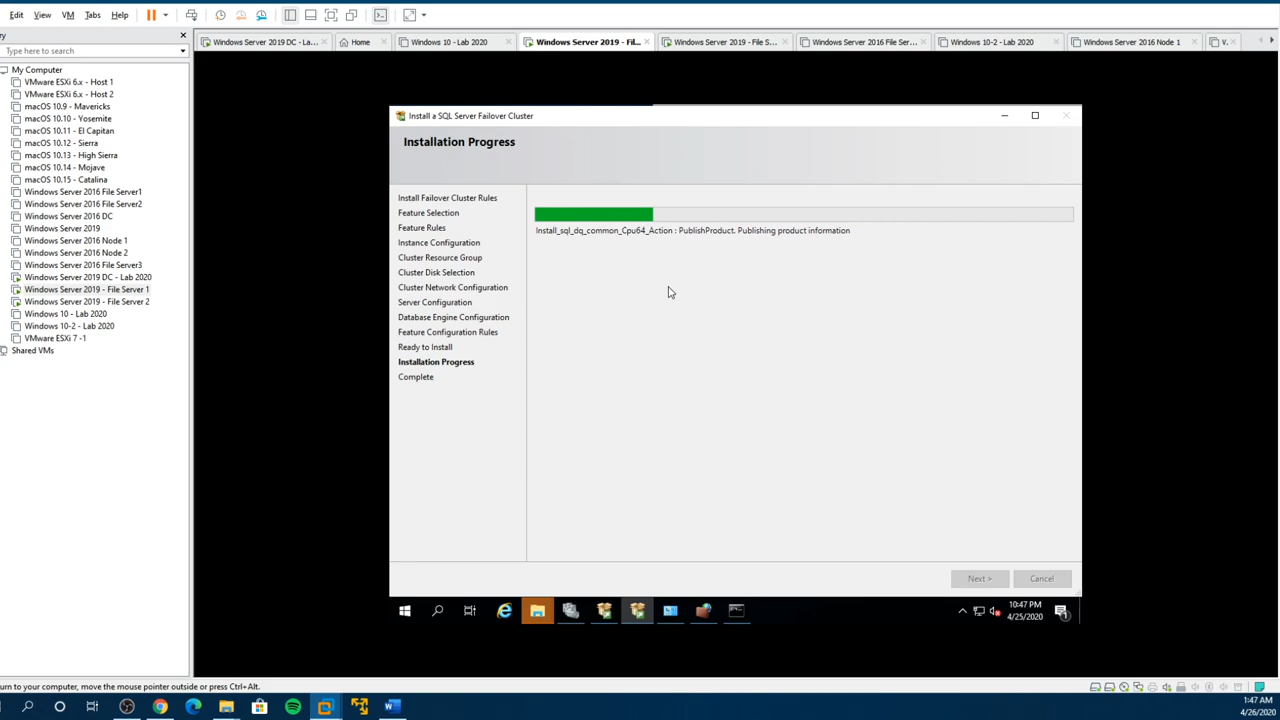 Edit View VM Tabs Help
ry
Type here to search
Windows Server 2019 DC - La...
Home
Windows 10 - Lab 2020
Windows Server 2019 - Fil...
Windows Server 2019 - File S...
Windows Server 2016 File Ser...
Windows 10-2 - Lab 2020
Windows Server 2016 Node 1
V.
My Computer
VMware ESXi 6.x - Host 1
VMware ESXi 6.x - Host 2
macOS 10.9 - Mavericks
macOS 10.10 - Yosemite
macOS 10.11 - El Capitan
macOS 10.12 - Sierra
macOS 10.13 - High Sierra
macOS 10.14 - Mojave
macOS 10.15 - Catalina
Windows Server 2016 File Server1
Windows Server 2016 File Server2
Windows Server 2016 DC
Windows Server 2019
Windows Server 2016 Node 1
Windows Server 2016 Node 2
Windows Server 2016 File Server3
Windows Server 2019 DC - Lab 2020
Windows Server 2019 - File Server 1
Windows Server 2019 - File Server 2
Windows 10 - Lab 2020
Windows 10-2 - Lab 2020
VMware ESXi 7 -1
Shared VMs
Install a SQL Server Failover Cluster
Installation Progress
Install Failover Cluster Rules
Feature Selection
Feature Rules
Instance Configuration
Cluster Resource Group
Cluster Disk Selection
Cluster Network Configuration
Server Configuration
Database Engine Configuration
Feature Configuration Rules
Ready to Install
Installation Progress
Complete
Install_sql_dq_common_Cpu64_Action : PublishProduct. Publishing product information
Next > Cancel
10:47 PM
4/25/2020
1
urn to your computer, move the mouse pointer outside or press Ctrl+Alt.
1:47 AM
4/26/2020